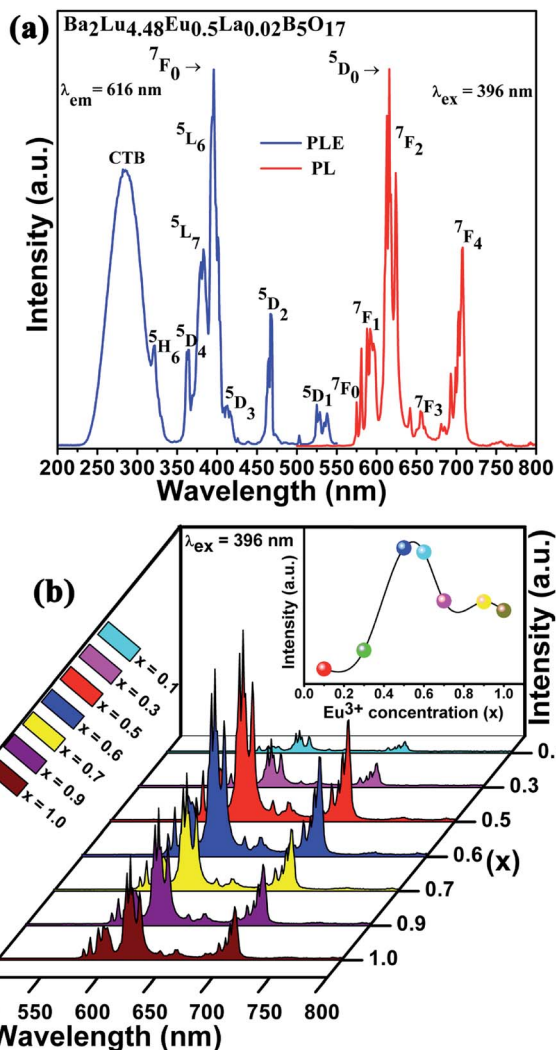 (a)
Ba2Lu4.48Eu0.5La0.02B5O17
λem = 616 nm
7F0 →
5D0 →
λex = 396 nm
5L6
7F2
PLE
PL
CTB
5L7
7F4
5H6
5D4
5D2
7F1
5D3
5D1
7F0
7F3
Intensity (a.u.)
200 250 300 350 400 450 500 550 600 650 700 750 800
Wavelength (nm)
(b)
λex = 396 nm
Intensity (a.u.)
Intensity (a.u.)
0.0 0.2 0.4 0.6 0.8 1.0
Eu3+ concentration (x)
x = 0.1
x = 0.3
x = 0.5
x = 0.6
x = 0.7
x = 0.9
x = 1.0
0.
0.3
0.5
0.6
(x)
0.7
0.9
1.0
550 600 650 700 750 800
Wavelength (nm)